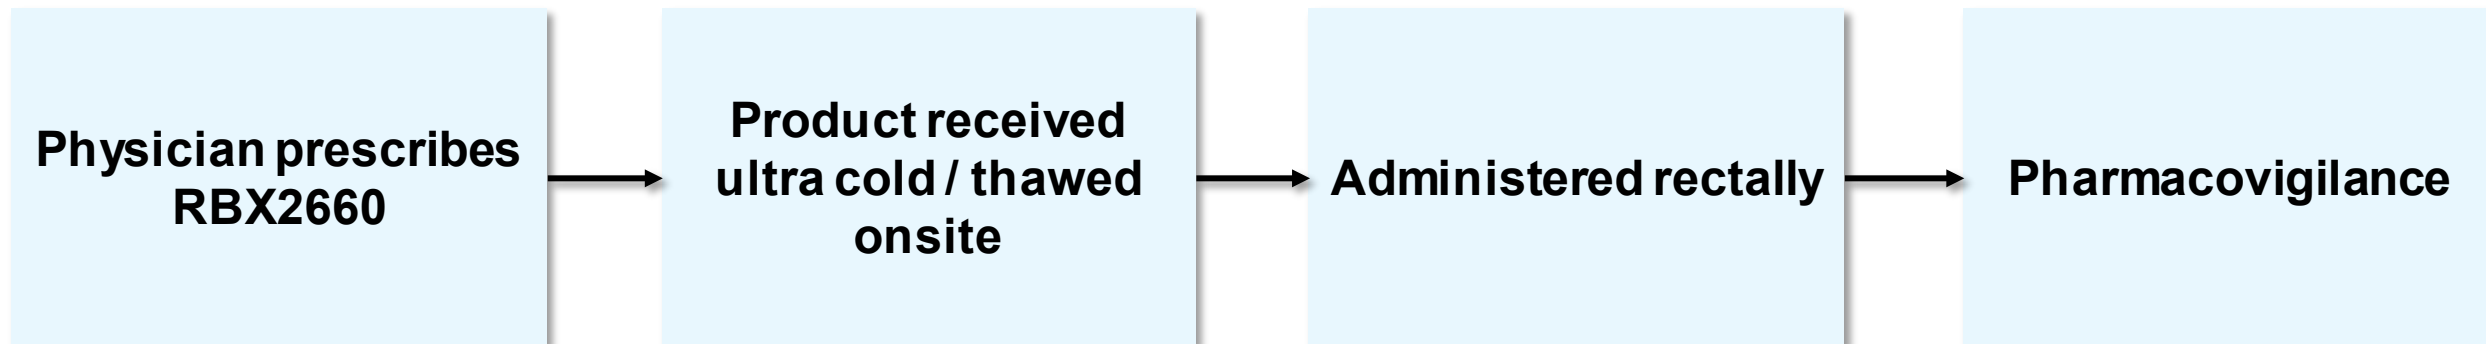 Physician prescribes
RBX2660
Product received
ultra cold / thawed
onsite
Administered rectally
Pharmacovigilance